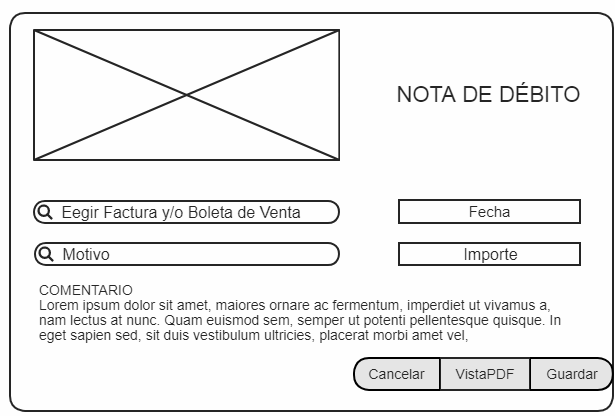 NOTA DE DÉBITO
Eegir Factura y/o Boleta de Venta
Fecha
Motivo
Importe
COMENTARIO
Lorem ipsum dolor sit amet, maiores ornare ac fermentum, imperdiet ut vivamus a,
nam lectus at nunc. Quam euismod sem, semper ut potenti pellentesque quisque. In
eget sapien sed, sit duis vestibulum ultricies, placerat morbi amet vel,
Cancelar
VistaPDF
Guardar